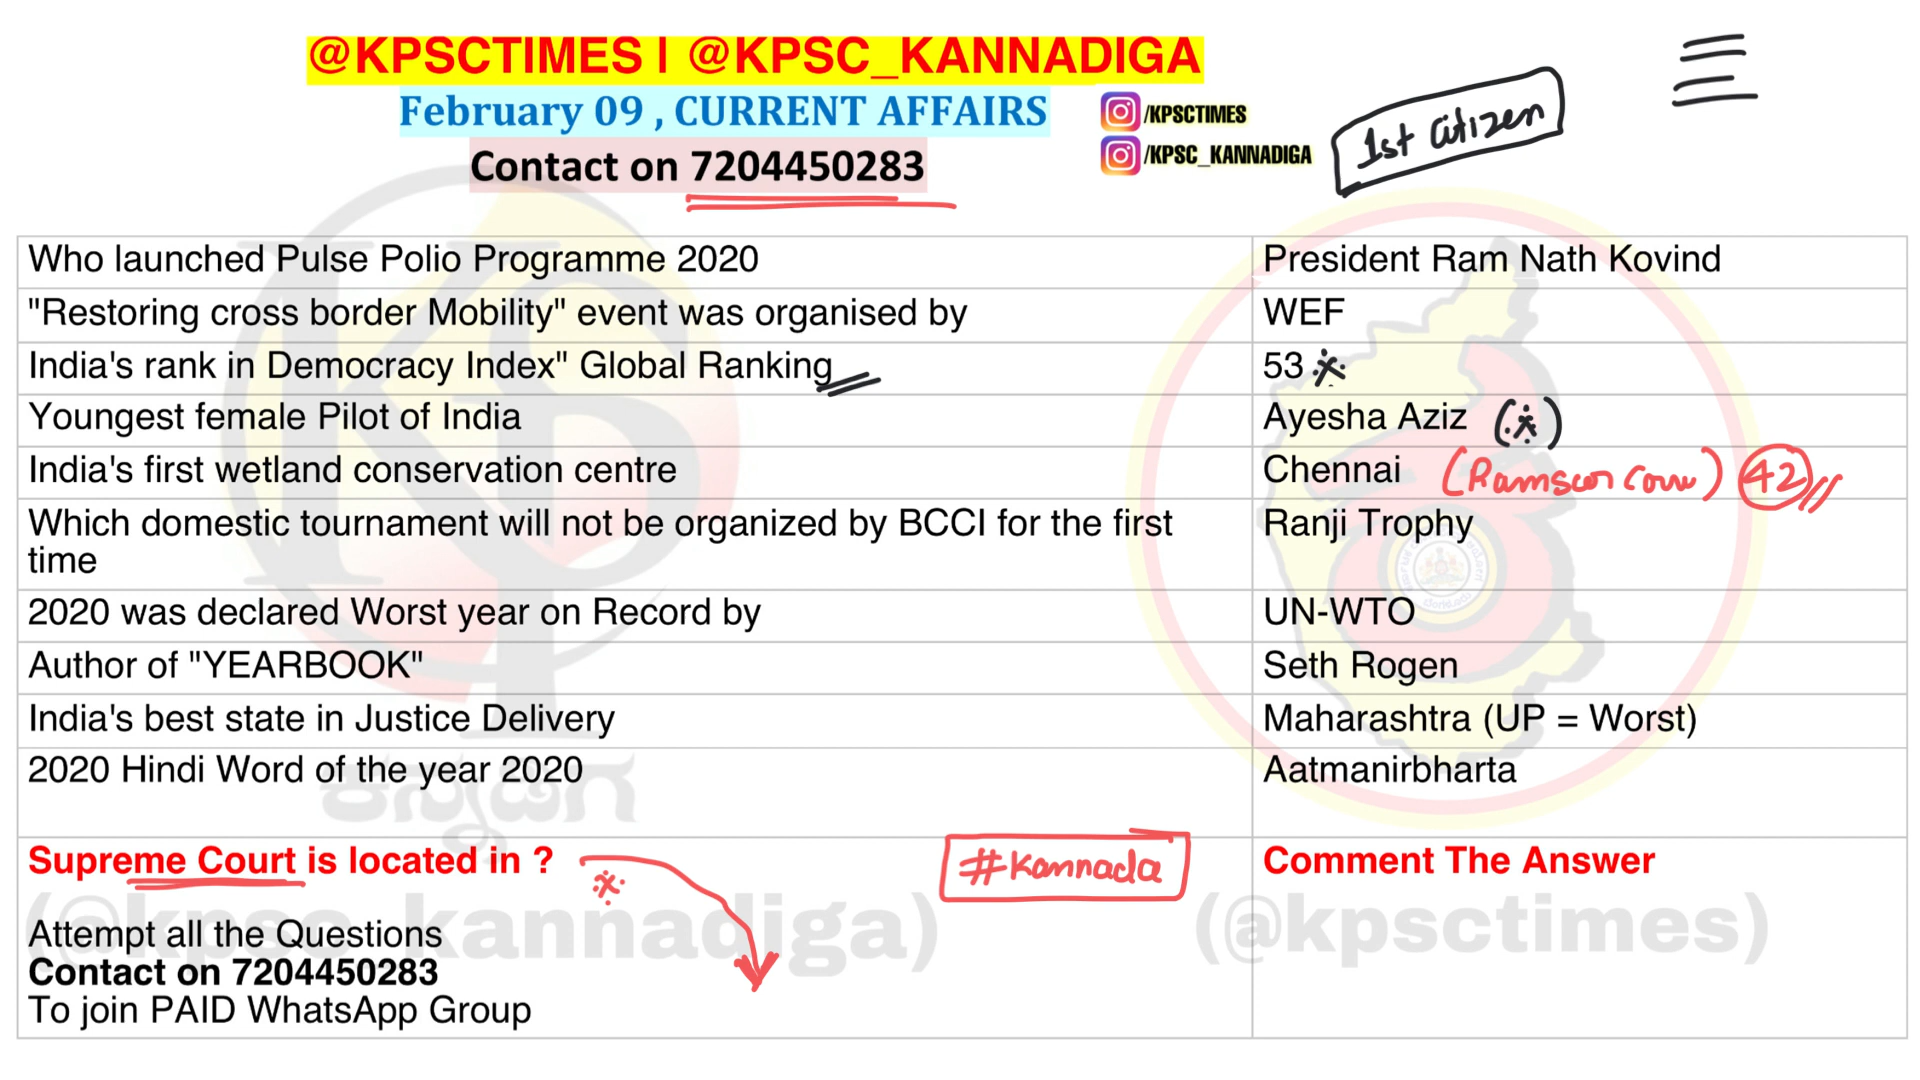 @KPSCTIMES | @KPSC_KANNADIGA
February 09 , CURRENT AFFAIRS
/KPSCTIMES
/KPSC_KANNADIGA
Contact on 7204450283
1st citizen
Who launched Pulse Polio Programme 2020 President Ram Nath Kovind
"Restoring cross border Mobility" event was organised by WEF
India's rank in Democracy Index" Global Ranking 53
Youngest female Pilot of India Ayesha Aziz
India's first wetland conservation centre Chennai (Ramsar Conv) 42
Which domestic tournament will not be organized by BCCI for the first Ranji Trophy
time
2020 was declared Worst year on Record by UN-WTO
Author of "YEARBOOK" Seth Rogen
India's best state in Justice Delivery Maharashtra (UP = Worst)
2020 Hindi Word of the year 2020 Aatmanirbharta
ಕನ್ನಡಿಗ
Supreme Court is located in ? #Kannada Comment The Answer
(@kpsc_kannadiga) (@kpsctimes)
Attempt all the Questions
Contact on 7204450283
To join PAID WhatsApp Group